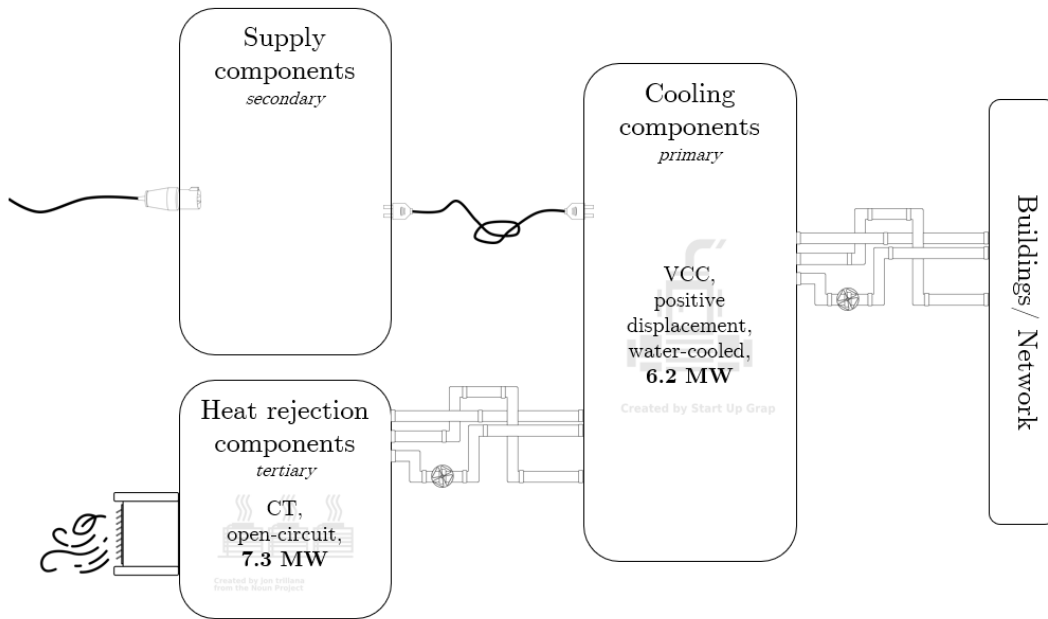 Supply
components
secondary
Cooling
components
primary
VCC,
positive
displacement,
water-cooled,
6.2 MW
Created by Start Up Grap
Heat rejection
components
tertiary
CT,
open-circuit,
7.3 MW
Created by jon trillana
from the Noun Project
Buildings/ Network